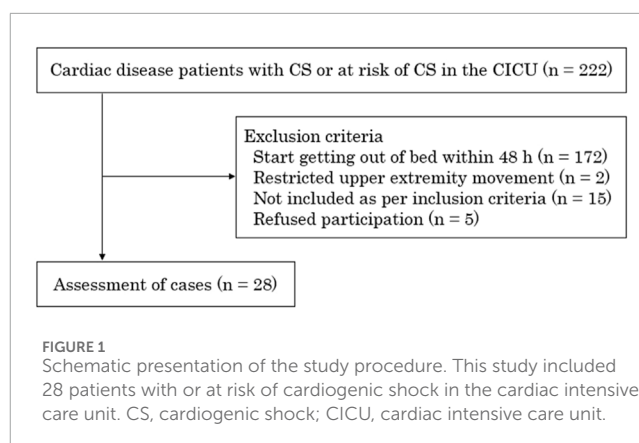 Cardiac disease patients with CS or at risk of CS in the CICU (n = 222)
Exclusion criteria
Start getting out of bed within 48 h (n = 172)
Restricted upper extremity movement (n = 2)
Not included as per inclusion criteria (n = 15)
Refused participation (n = 5)
Assessment of cases (n = 28)
FIGURE 1
Schematic presentation of the study procedure. This study included
28 patients with or at risk of cardiogenic shock in the cardiac intensive
care unit. CS, cardiogenic shock; CICU, cardiac intensive care unit.